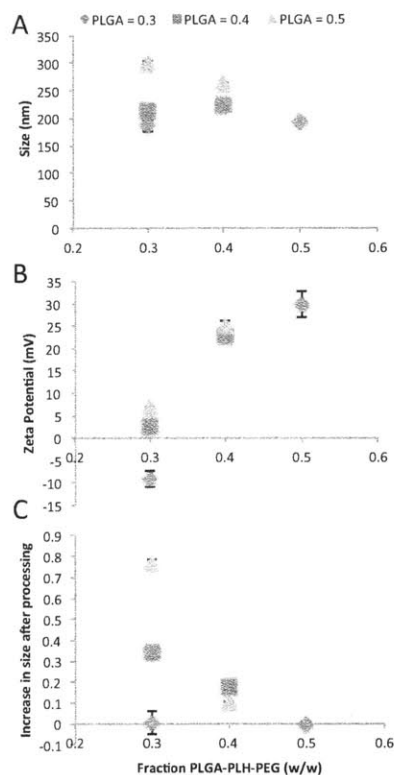 A
PLGA = 0.3 PLGA = 0.4 PLGA = 0.5
350
300
250
200
150
100
50
0
Size (nm)
0.2 0.3 0.4 0.5 0.6
B
35
30
25
20
15
10
5
0
-5
-10
-15
Zeta Potential (mV)
0.2 0.3 0.4 0.5 0.6
C
0.9
0.8
0.7
0.6
0.5
0.4
0.3
0.2
0.1
0
-0.1
Increase in size after processing
0.2 0.3 0.4 0.5 0.6
Fraction PLGA-PLH-PEG (w/w)